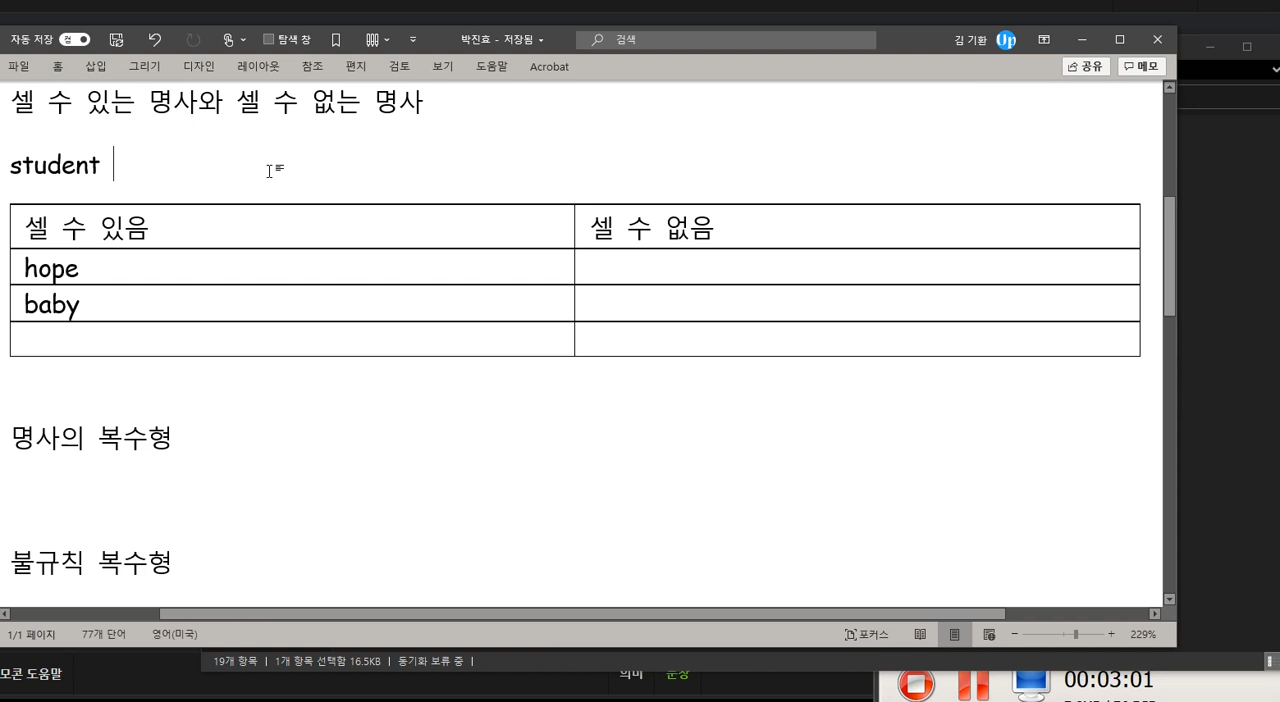 자동 저장 켬 탐색 창 박진효 - 저장됨 검색 김 기환 Up
파일 홈 삽입 그리기 디자인 레이아웃 참조 편지 검토 보기 도움말 Acrobat 공유 메모
셀 수 있는 명사와 셀 수 없는 명사
student
셀 수 있음 셀 수 없음
hope
baby
명사의 복수형
불규칙 복수형
1/1 페이지 77개 단어 영어(미국) 포커스 229%
19개 항목 1개 항목 선택함 16.5KB 동기화 보류 중
모콘 도움말 의미 문장 00:03:01